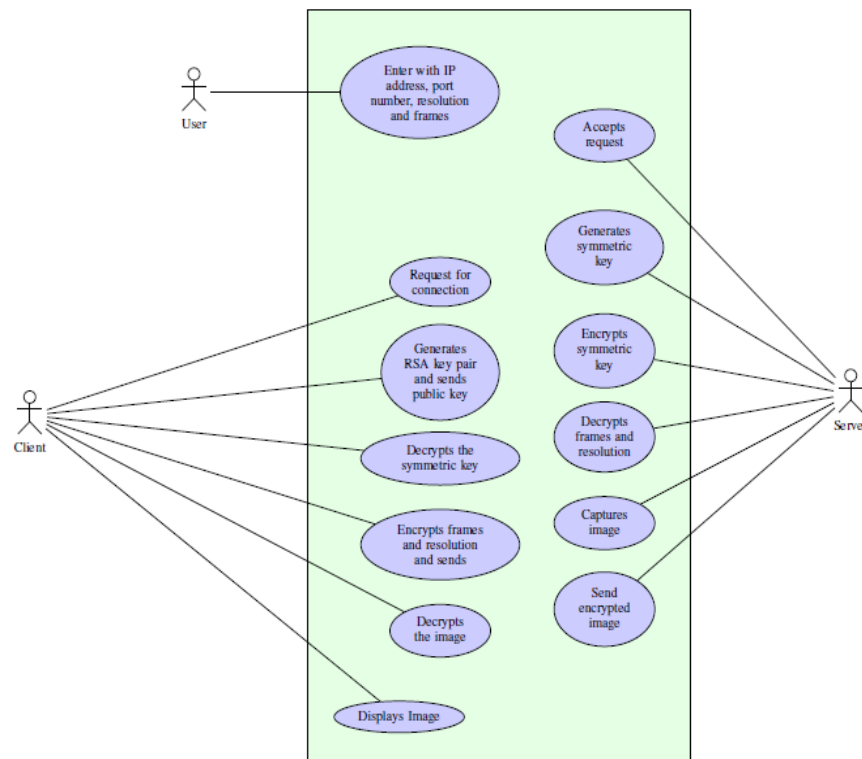 Enter with IP
address, port
number, resolution
and frames
User
Accepts
request
Generates
symmetric
key
Request for
connection
Generates
RSA key pair
and sends
public key
Encrypts
symmetric
key
Client
Serve
Decrypts
frames and
resolution
Decrypts the
symmetric key
Captures
image
Encrypts frames
and resolution
and sends
Send
encrypted
image
Decrypts
the image
Displays Image